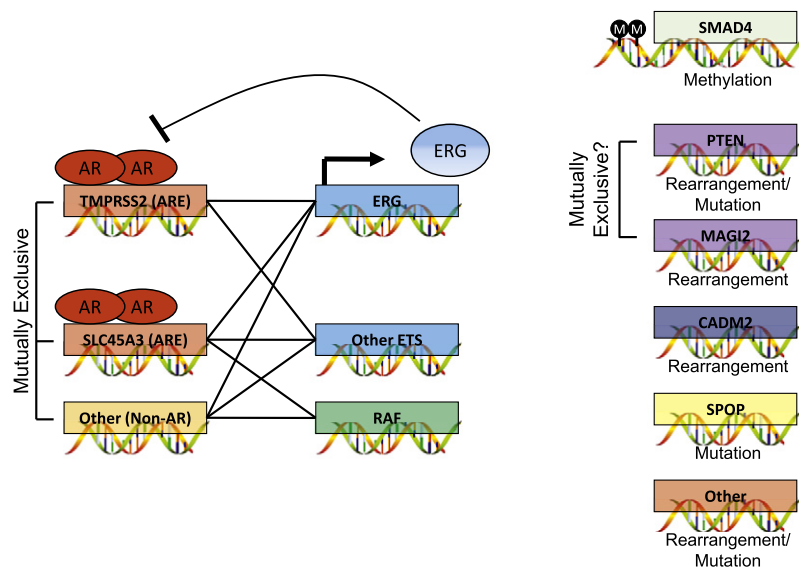 M M
SMAD4
Methylation
ERG
AR AR
TMPRSS2 (ARE)
ERG
Mutually Exclusive
AR AR
SLC45A3 (ARE)
Other ETS
Other (Non-AR)
RAF
Mutually
Exclusive?
PTEN
Rearrangement/
Mutation
MAGI2
Rearrangement
CADM2
Rearrangement
SPOP
Mutation
Other
Rearrangement/
Mutation